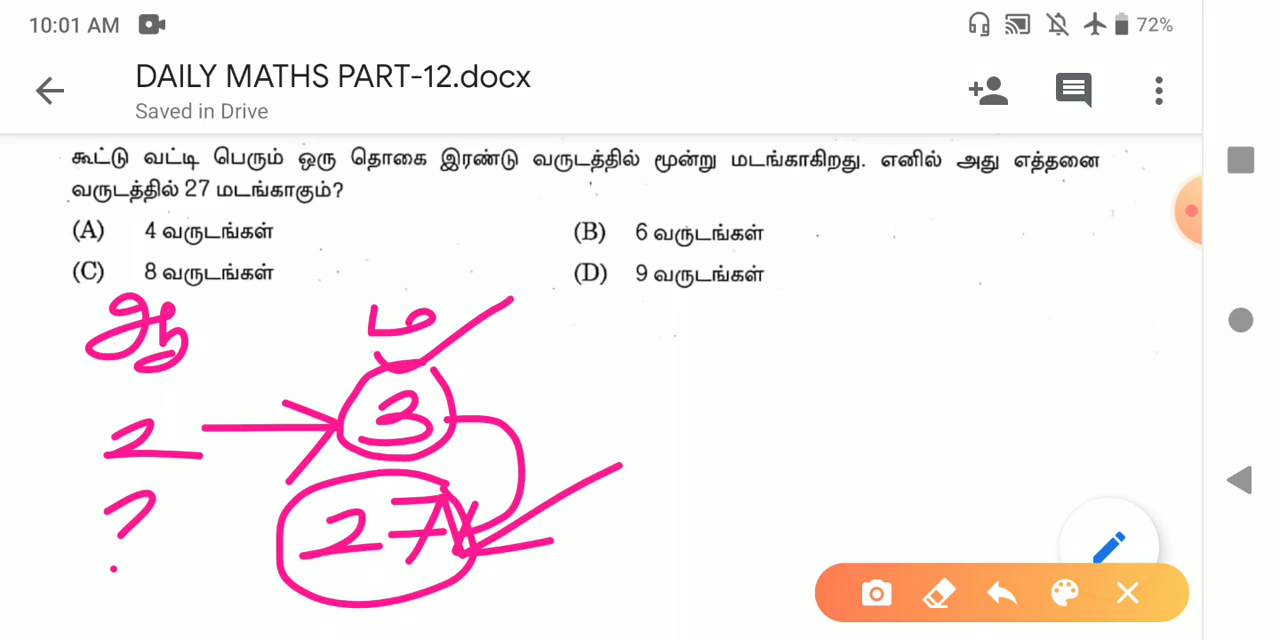 10:01 AM 72%
DAILY MATHS PART-12.docx
Saved in Drive
கூட்டு வட்டி பெரும் ஒரு தொகை இரண்டு வருடத்தில் மூன்று மடங்காகிறது. எனில் அது எத்தனை
வருடத்தில் 27 மடங்காகும்?
(A) 4 வருடங்கள் (B) 6 வருடங்கள்
(C) 8 வருடங்கள் (D) 9 வருடங்கள்
ஆ ம
2 3
? 27